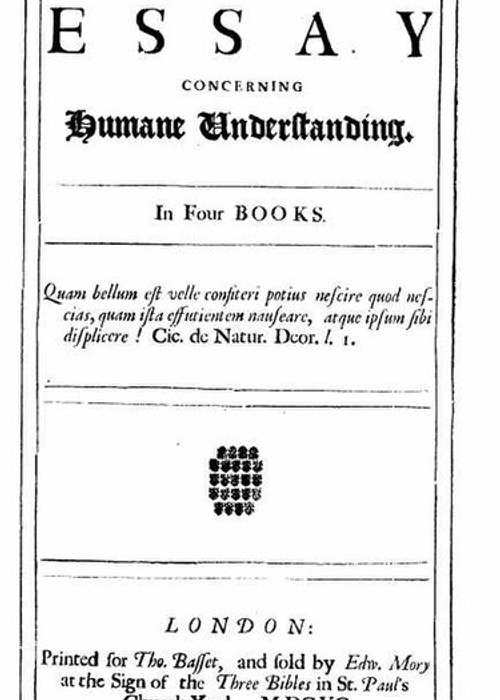 ESSAY
CONCERNING
Humane Understanding.
In Four BOOKS.
Quam bellum eſt velle confiteri potius neſcire quod neſ-
cias, quam iſta effutientem nauſeare, atque ipſum ſibi
diſplicere ! Cic. de Natur. Deor. l. 1.
LONDON:
Printed for Tho. Baſſet, and ſold by Edw. Mory
at the Sign of the Three Bibles in St. Paul's